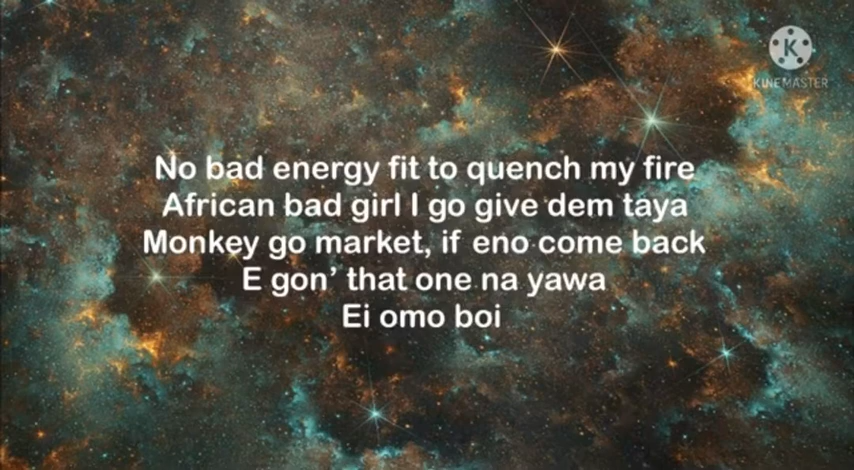 KINEMASTER
No bad energy fit to quench my fire
African bad girl I go give dem taya
Monkey go market, if eno come back
E gon’ that one na yawa
Ei omo boi